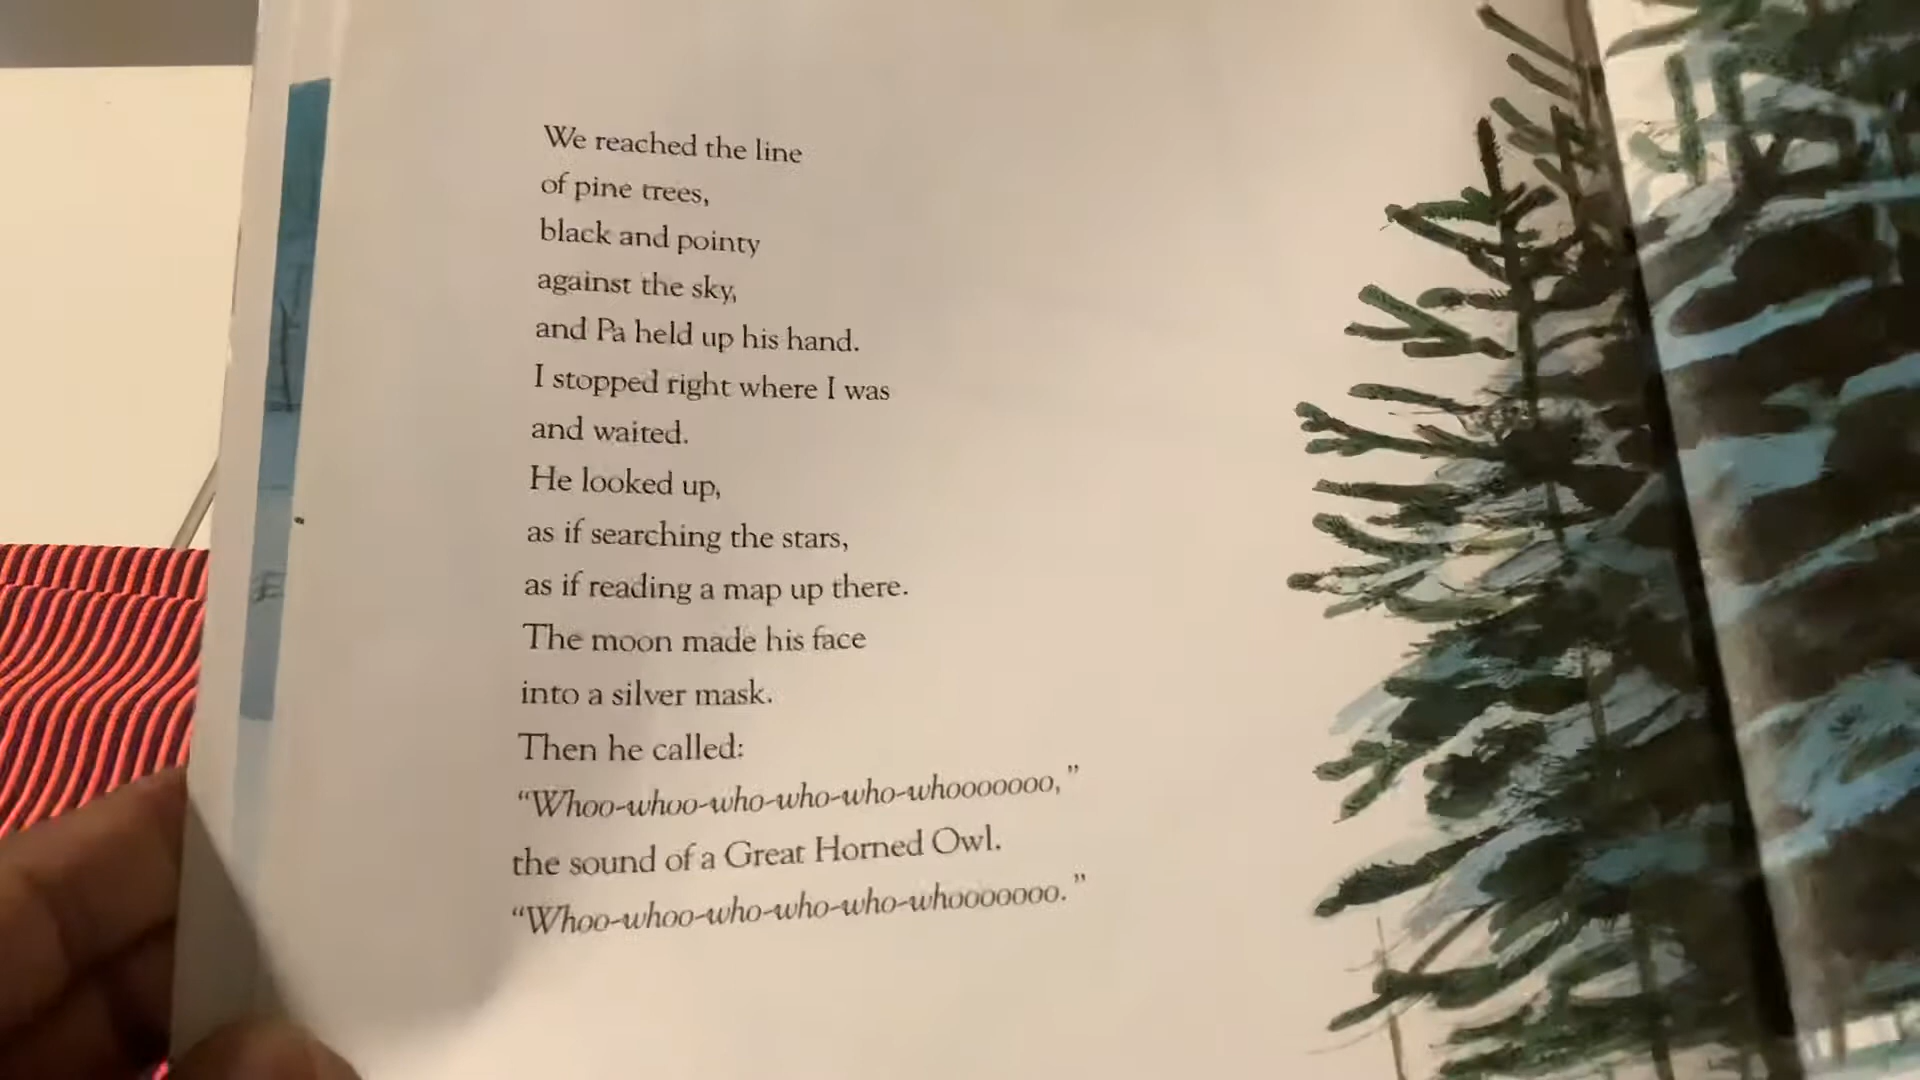 We reached the line
of pine trees,
black and pointy
against the sky,
and Pa held up his hand.
I stopped right where I was
and waited.
He looked up,
as if searching the stars,
as if reading a map up there.
The moon made his face
into a silver mask.
Then he called:
“Whoo-whoo-who-who-who-whooooooo,”
the sound of a Great Horned Owl.
“Whoo-whoo-who-who-who-whooooooo.”